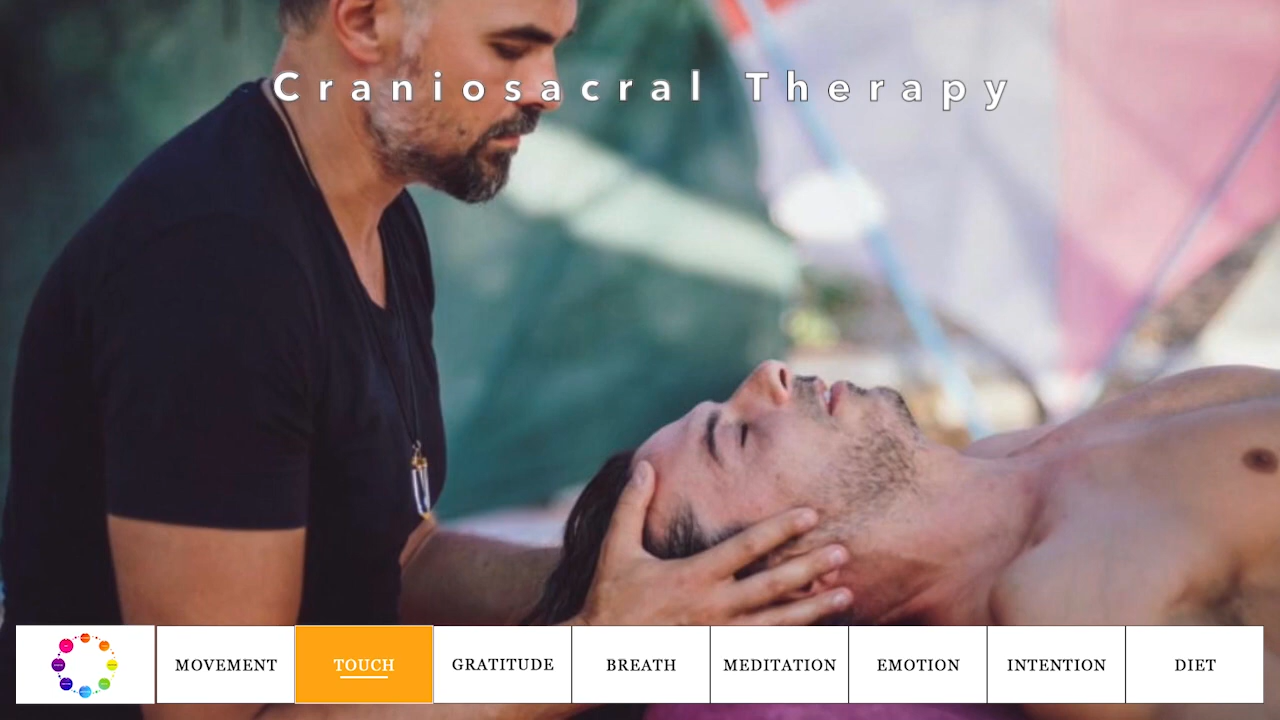 Craniosacral Therapy
MOVEMENT
TOUCH
GRATITUDE
BREATH
MEDITATION
EMOTION
INTENTION
DIET